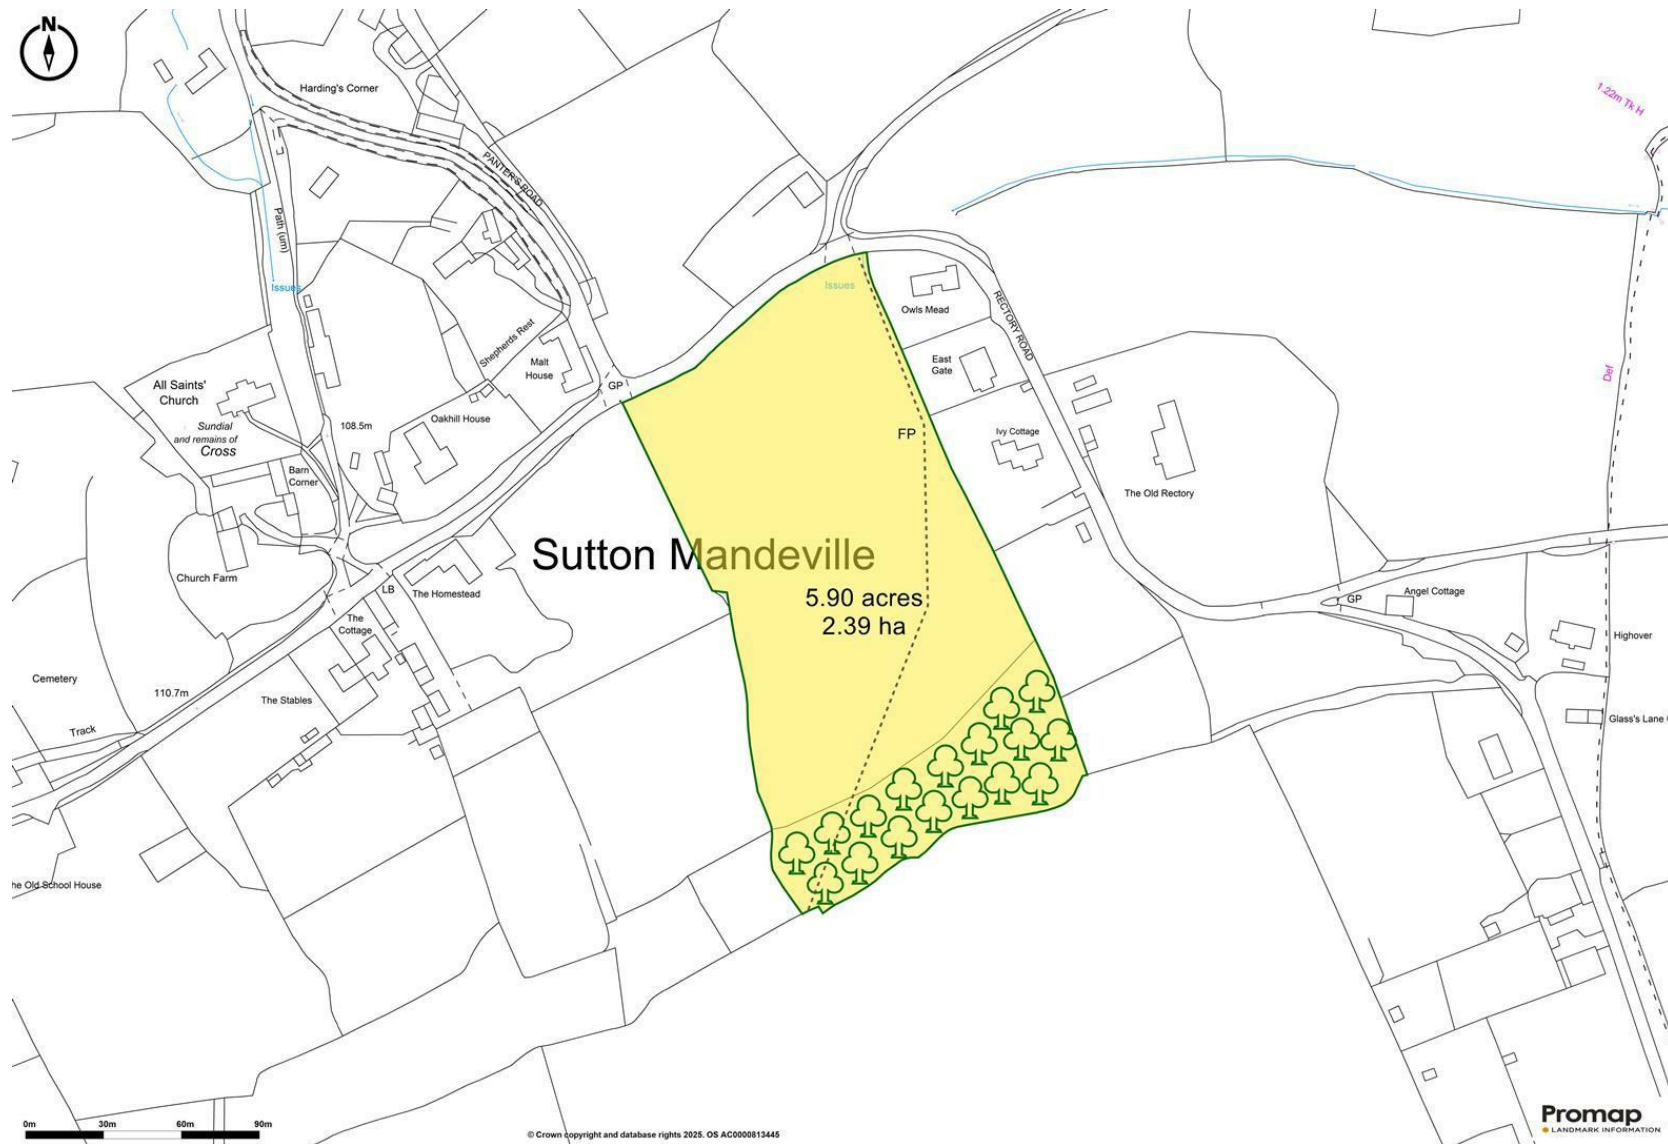 N
Harding's Corner
1.22m Tk H
PANTER'S ROAD
Path (um)
Issues
Issues
Owls Mead
RECTORY ROAD
Shepherds Rest
Malt
House
East
Gate
Def
GP
All Saints'
Church
Sundial
and remains of
Cross
108.5m
Oakhill House
FP
Ivy Cottage
Barn
Corner
The Old Rectory
Sutton Mandeville
Church Farm
LB
The Homestead
5.90 acres
2.39 ha
GP
Angel Cottage
The
Cottage
Highover
Cemetery
110.7m
The Stables
Track
Glass's Lane
he Old School House
0m
30m
60m
90m
© Crown copyright and database rights 2025. OS AC0000813445
Promap
LANDMARK INFORMATION